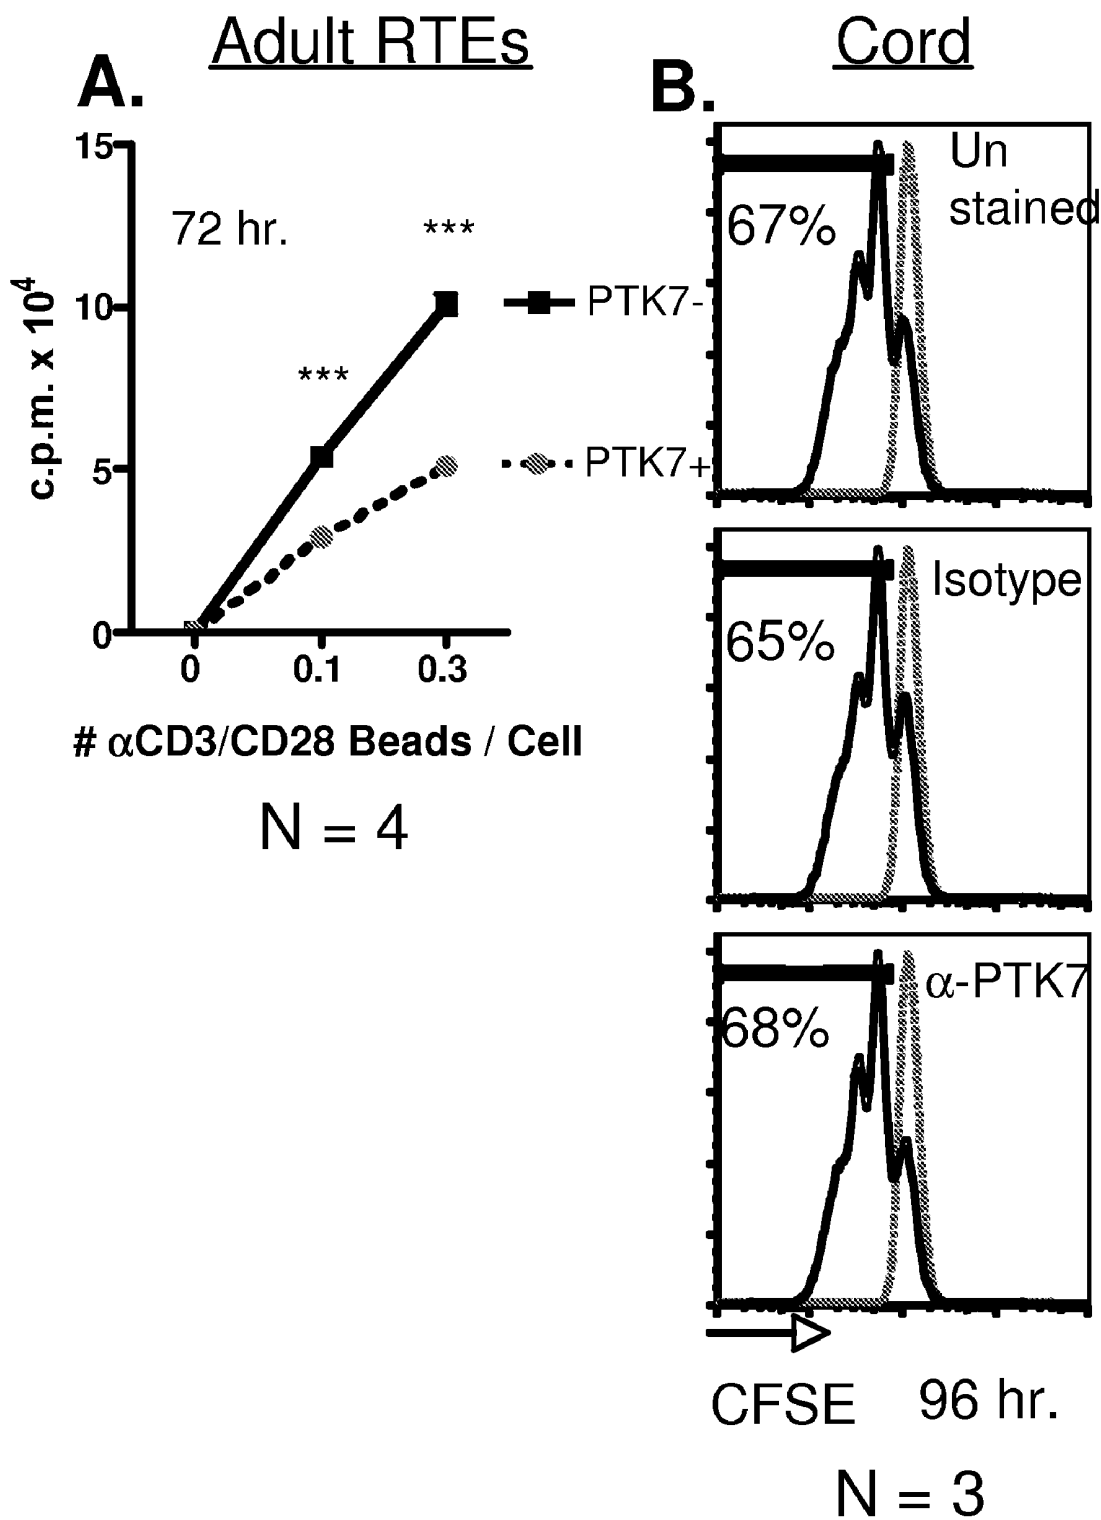 Adult RTEs
A.
15
10
5
0
c.p.m. x 10⁴
72 hr.
***
***
PTK7-
PTK7+
0 0.1 0.3
# αCD3/CD28 Beads / Cell
N = 4
Cord
B.
Un
stained
67%
Isotype
65%
α-PTK7
68%
CFSE 96 hr.
N = 3